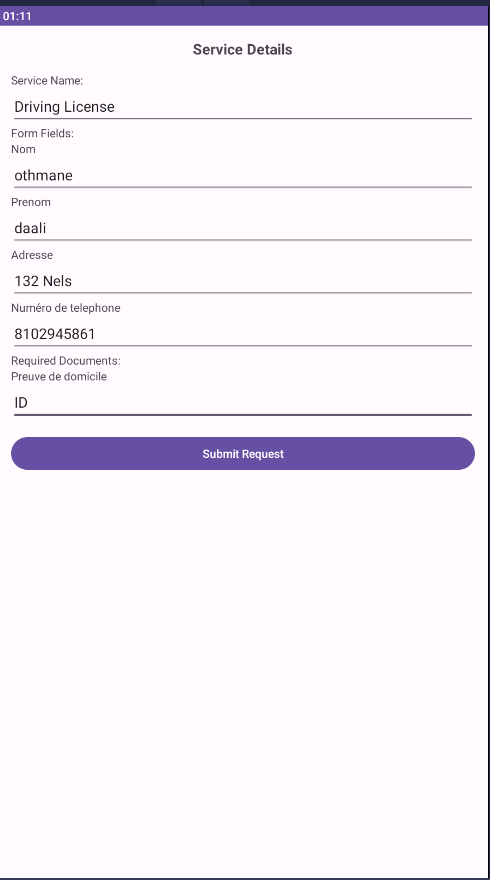 01:11
Service Details
Service Name:
Driving License
Form Fields:
Nom
othmane
Prenom
daali
Adresse
132 Nels
Numéro de telephone
8102945861
Required Documents:
Preuve de domicile
ID
Submit Request